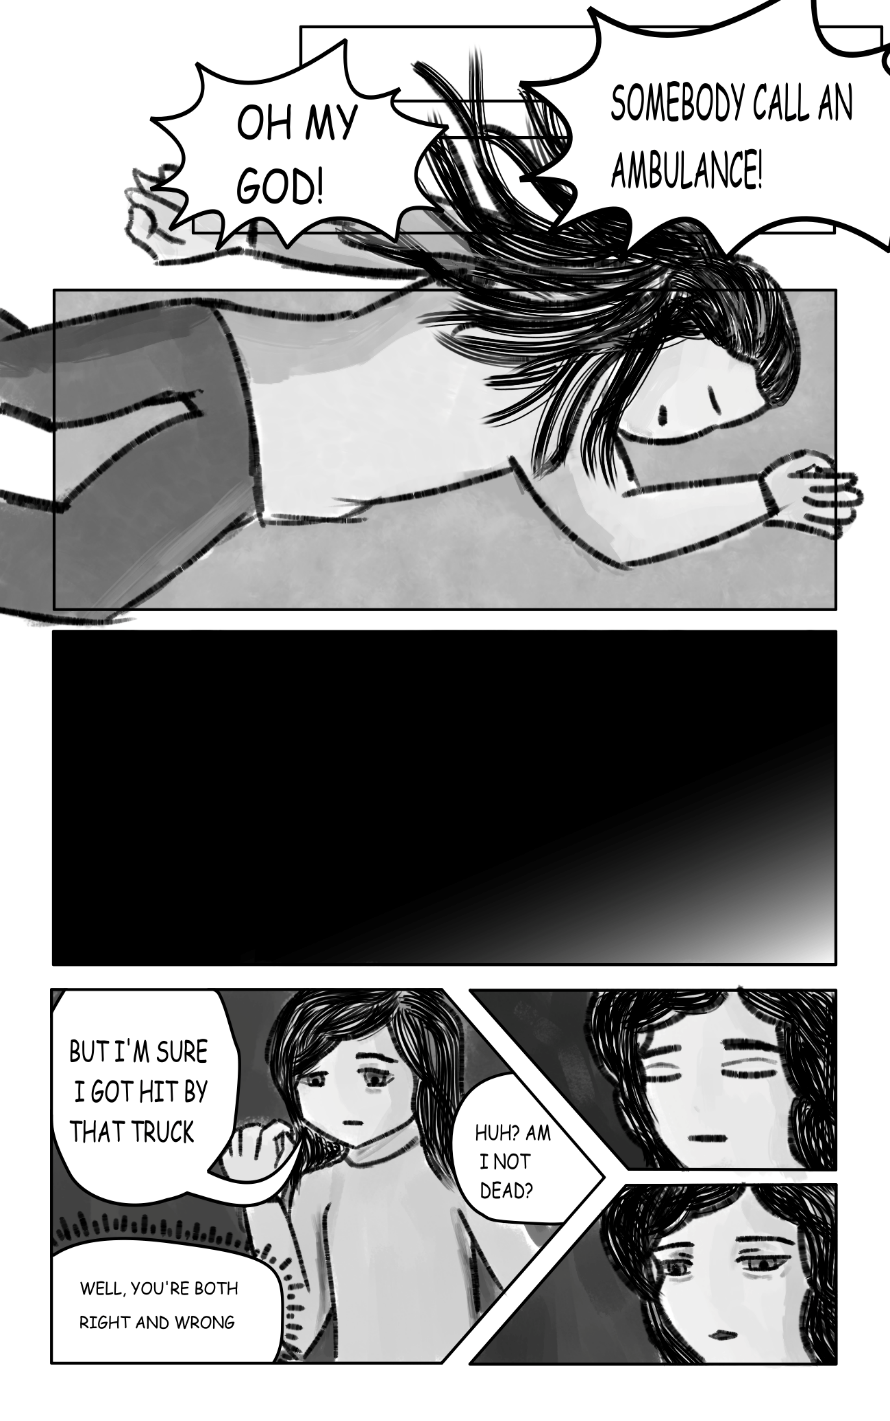 OH MY
GOD!
SOMEBODY CALL AN
AMBULANCE!
HUH? AM
I NOT
DEAD?
BUT I'M SURE
I GOT HIT BY
THAT TRUCK
WELL, YOU'RE BOTH
RIGHT AND WRONG